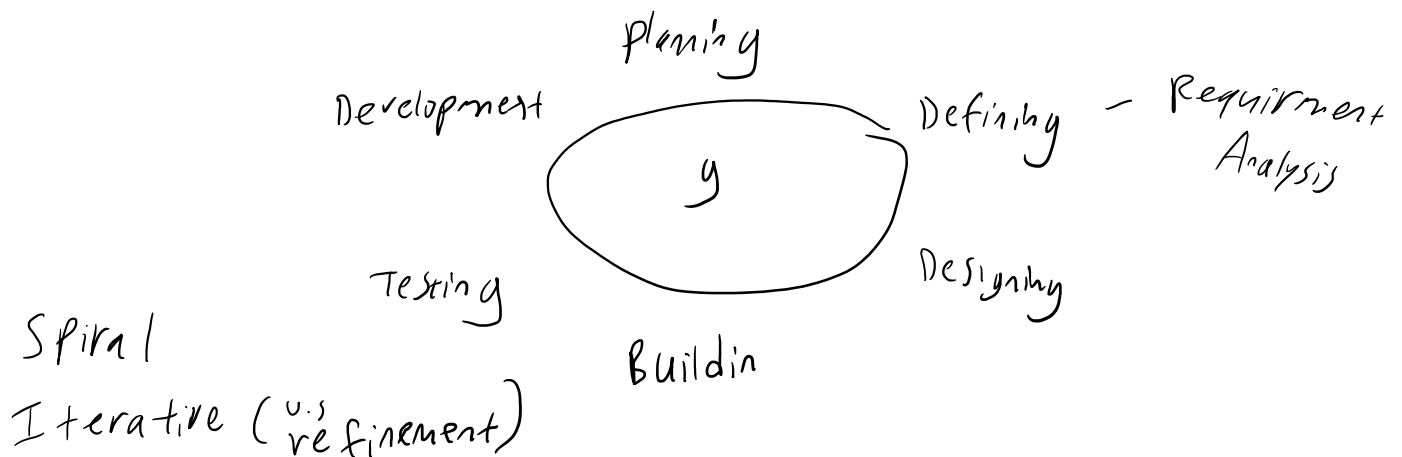 Planing
Development
Defining - Requirment
Analysis
y
Testing
Designing
Buildin
Spiral
Iterative (u.s
refinement)